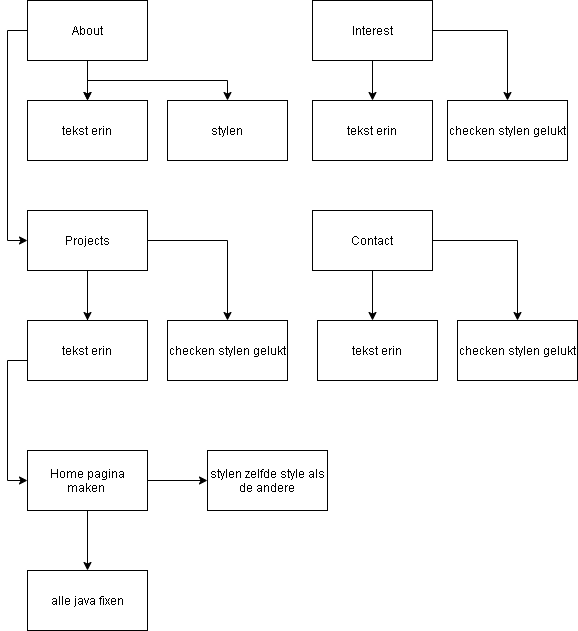 About
Interest
tekst erin
stylen
tekst erin
checken stylen gelukt
Projects
Contact
tekst erin
checken stylen gelukt
tekst erin
checken stylen gelukt
Home pagina
maken
stylen zelfde style als
de andere
alle java fixen